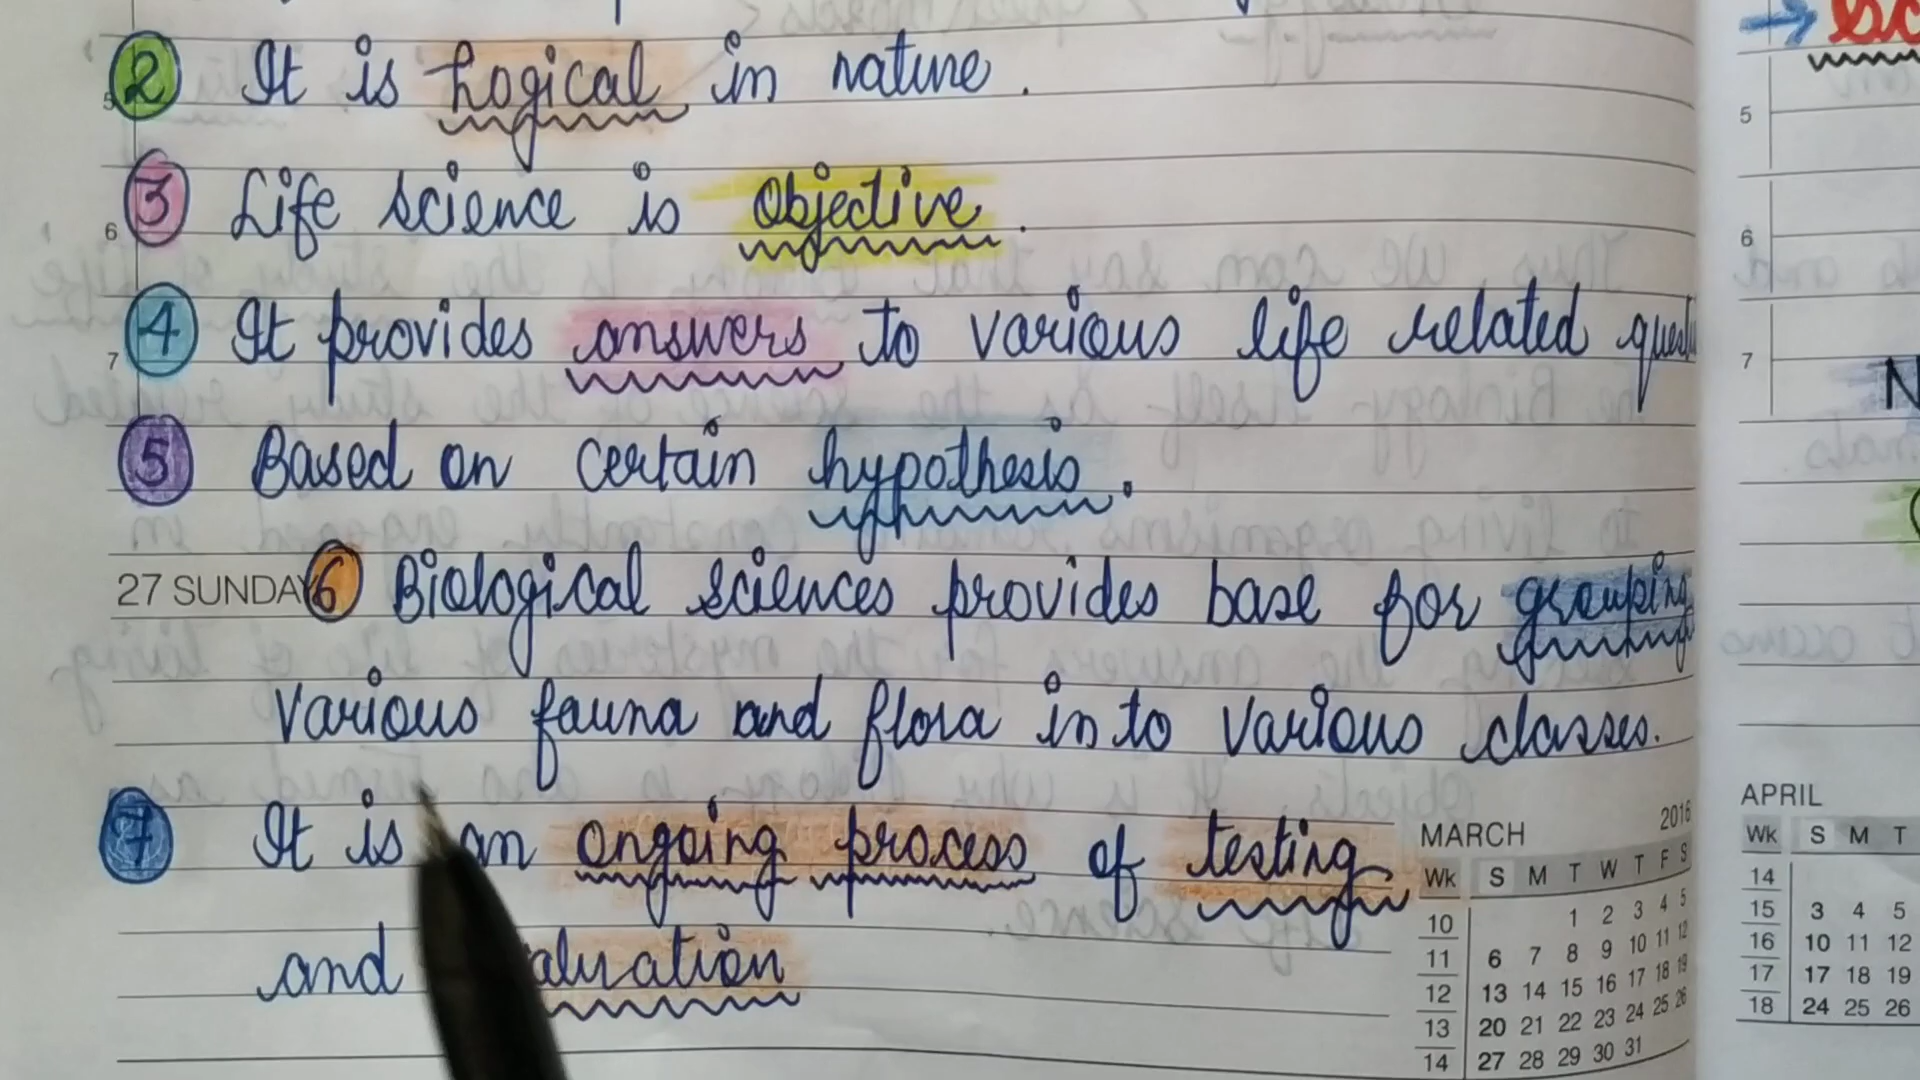 2 It is Logical in nature.
3 Life science is Objective.
4 It provides answers to various life related
5 Based on certain hypothesis.
27 SUNDAY 6 Biological sciences provides base for grouping
various fauna and flora in to various classes.
7 It is an ongoing process of testing
and
5
6
7
MARCH 2016
Wk S M T W T F S
10 1 2 3 4 5
11 6 7 8 9 10 11 12
12 13 14 15 16 17 18 19
13 20 21 22 23 24 25 26
14 27 28 29 30 31
5
6
7
N
APRIL
Wk S M T
14
15 3 4 5
16 10 11 12
17 17 18 19
18 24 25 26